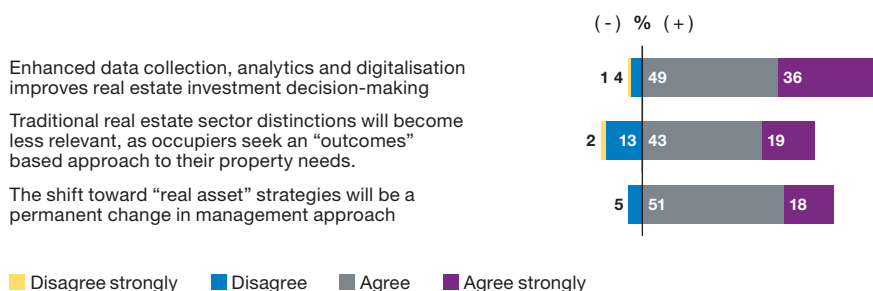 (-) % (+)
Enhanced data collection, analytics and digitalisation
improves real estate investment decision-making
1 4 49 36
Traditional real estate sector distinctions will become
less relevant, as occupiers seek an “outcomes”
based approach to their property needs.
2 13 43 19
The shift toward “real asset” strategies will be a
permanent change in management approach
5 51 18
Disagree strongly Disagree Agree Agree strongly